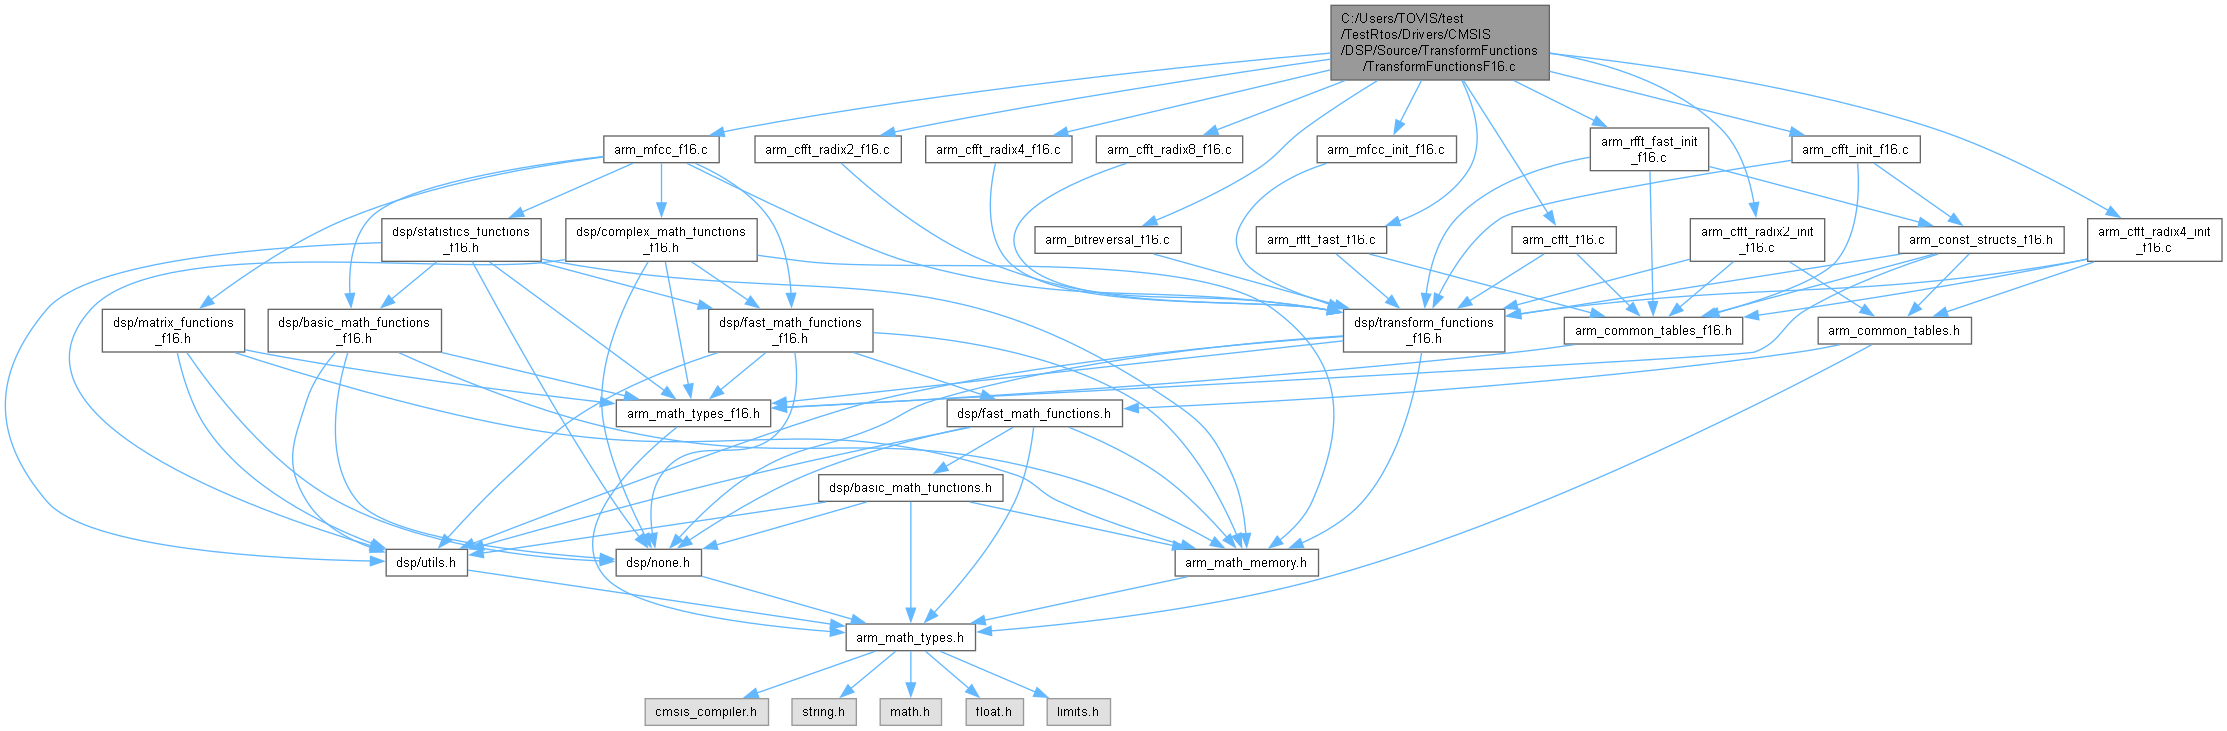 C:/Users/TOVIS/test
/TestRtos/Drivers/CMSIS
/DSP/Source/TransformFunctions
/TransformFunctionsF16.c
arm_mfcc_f16.c
arm_cfft_radix2_f16.c
arm_cfft_radix4_f16.c
arm_cfft_radix8_f16.c
arm_mfcc_init_f16.c
arm_rfft_fast_init
_f16.c
arm_cfft_init_f16.c
dsp/statistics_functions
_f16.h
dsp/complex_math_functions
_f16.h
arm_bitreversal_f16.c
arm_rfft_fast_f16.c
arm_cfft_f16.c
arm_cfft_radix2_init
_f16.c
arm_const_structs_f16.h
arm_cfft_radix4_init
_f16.c
dsp/matrix_functions
_f16.h
dsp/basic_math_functions
_f16.h
dsp/fast_math_functions
_f16.h
dsp/transform_functions
_f16.h
arm_common_tables_f16.h
arm_common_tables.h
arm_math_types_f16.h
dsp/fast_math_functions.h
dsp/basic_math_functions.h
dsp/utils.h
dsp/none.h
arm_math_memory.h
arm_math_types.h
cmsis_compiler.h
string.h
math.h
float.h
limits.h